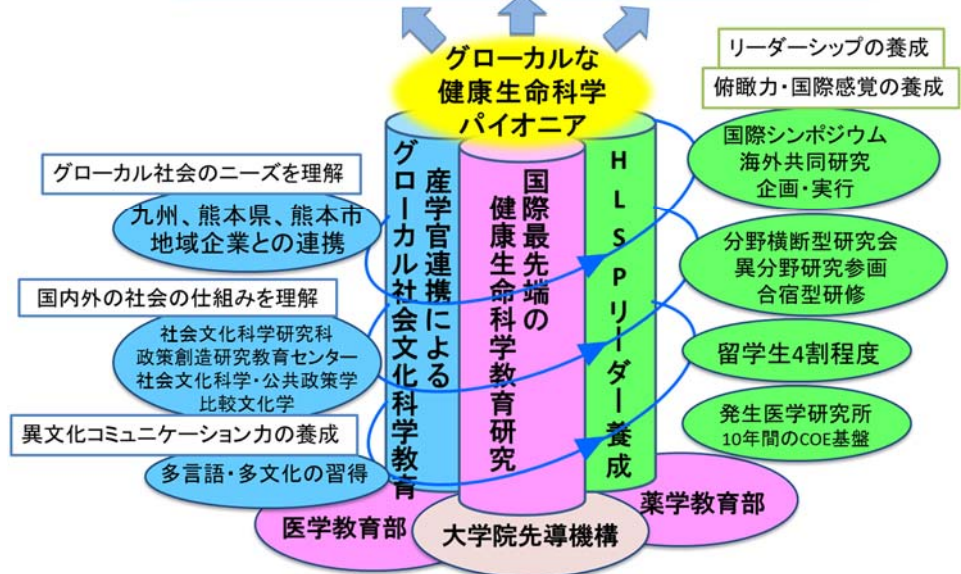 グローカルな
健康生命科学
パイオニア
リーダーシップの養成
俯瞰力・国際感覚の養成
グローカル社会のニーズを理解
九州、熊本県、熊本市
地域企業との連携
国内外の社会の仕組みを理解
社会文化科学研究科
政策創造研究教育センター
社会文化科学・公共政策学
比較文化学
異文化コミュニケーション力の養成
多言語・多文化の習得
産学官連携による
グローカル社会文化科学教育
国際最先端の
健康生命科学教育研究
HLSPリーダー養成
国際シンポジウム
海外共同研究
企画・実行
分野横断型研究会
異分野研究参画
合宿型研修
留学生4割程度
発生医学研究所
10年間のCOE基盤
医学教育部
大学院先導機構
薬学教育部